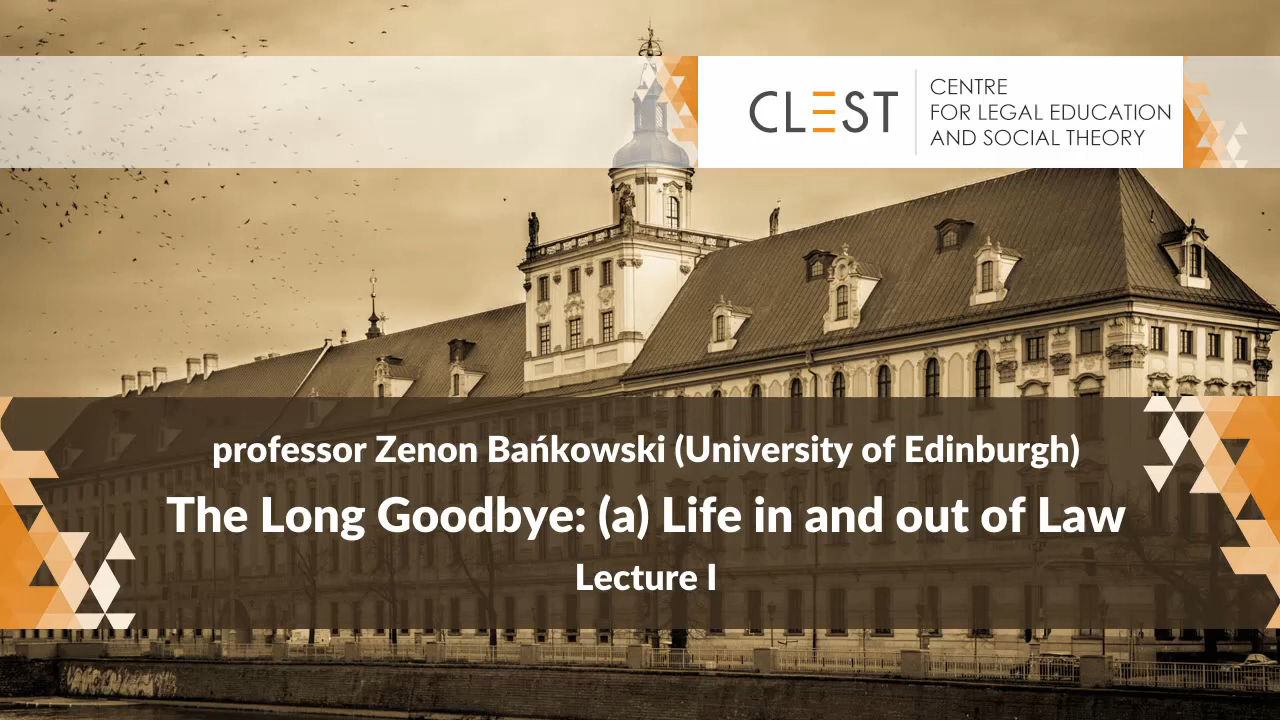 CLEST
CENTRE
FOR LEGAL EDUCATION
AND SOCIAL THEORY
professor Zenon Bańkowski (University of Edinburgh)
The Long Goodbye: (a) Life in and out of Law
Lecture I